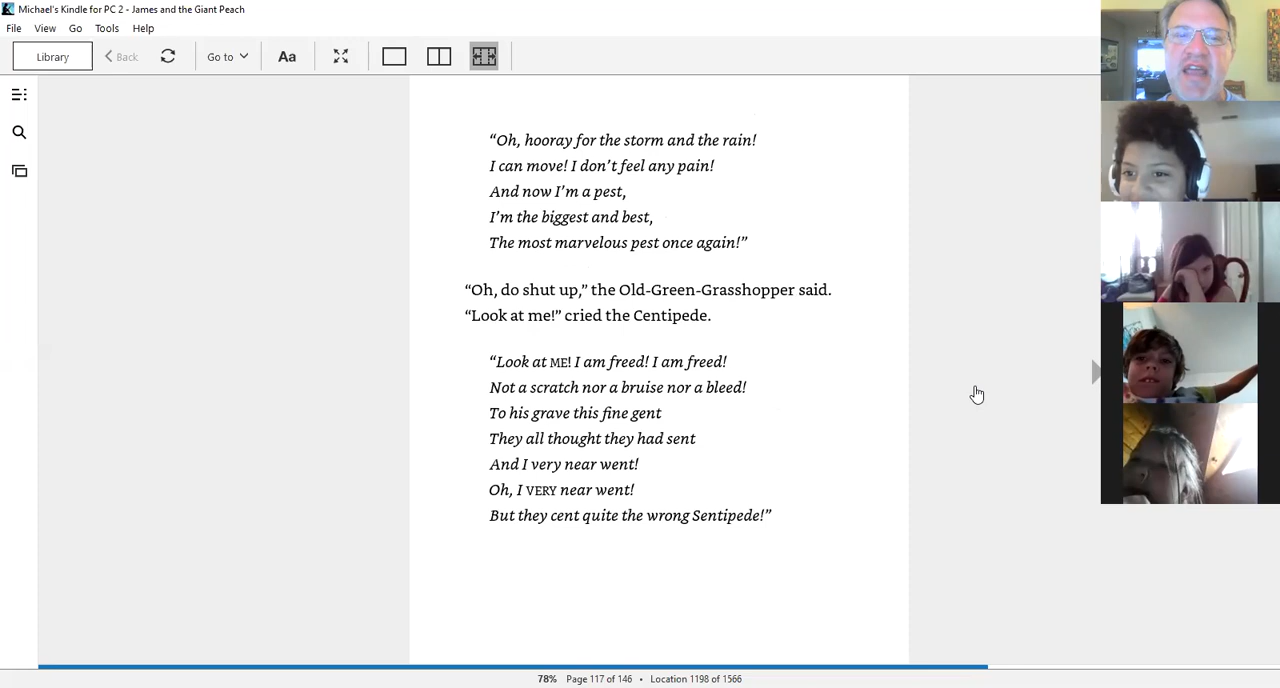 Michael's Kindle for PC 2 - James and the Giant Peach
File View Go Tools Help
Library Back Go to Aa
“Oh, hooray for the storm and the rain!
I can move! I don’t feel any pain!
And now I’m a pest,
I’m the biggest and best,
The most marvelous pest once again!”
“Oh, do shut up,” the Old-Green-Grasshopper said.
“Look at me!” cried the Centipede.
“Look at ME! I am freed! I am freed!
Not a scratch nor a bruise nor a bleed!
To his grave this fine gent
They all thought they had sent
And I very near went!
Oh, I VERY near went!
But they cent quite the wrong Sentipede!”
78% Page 117 of 146 • Location 1198 of 1566